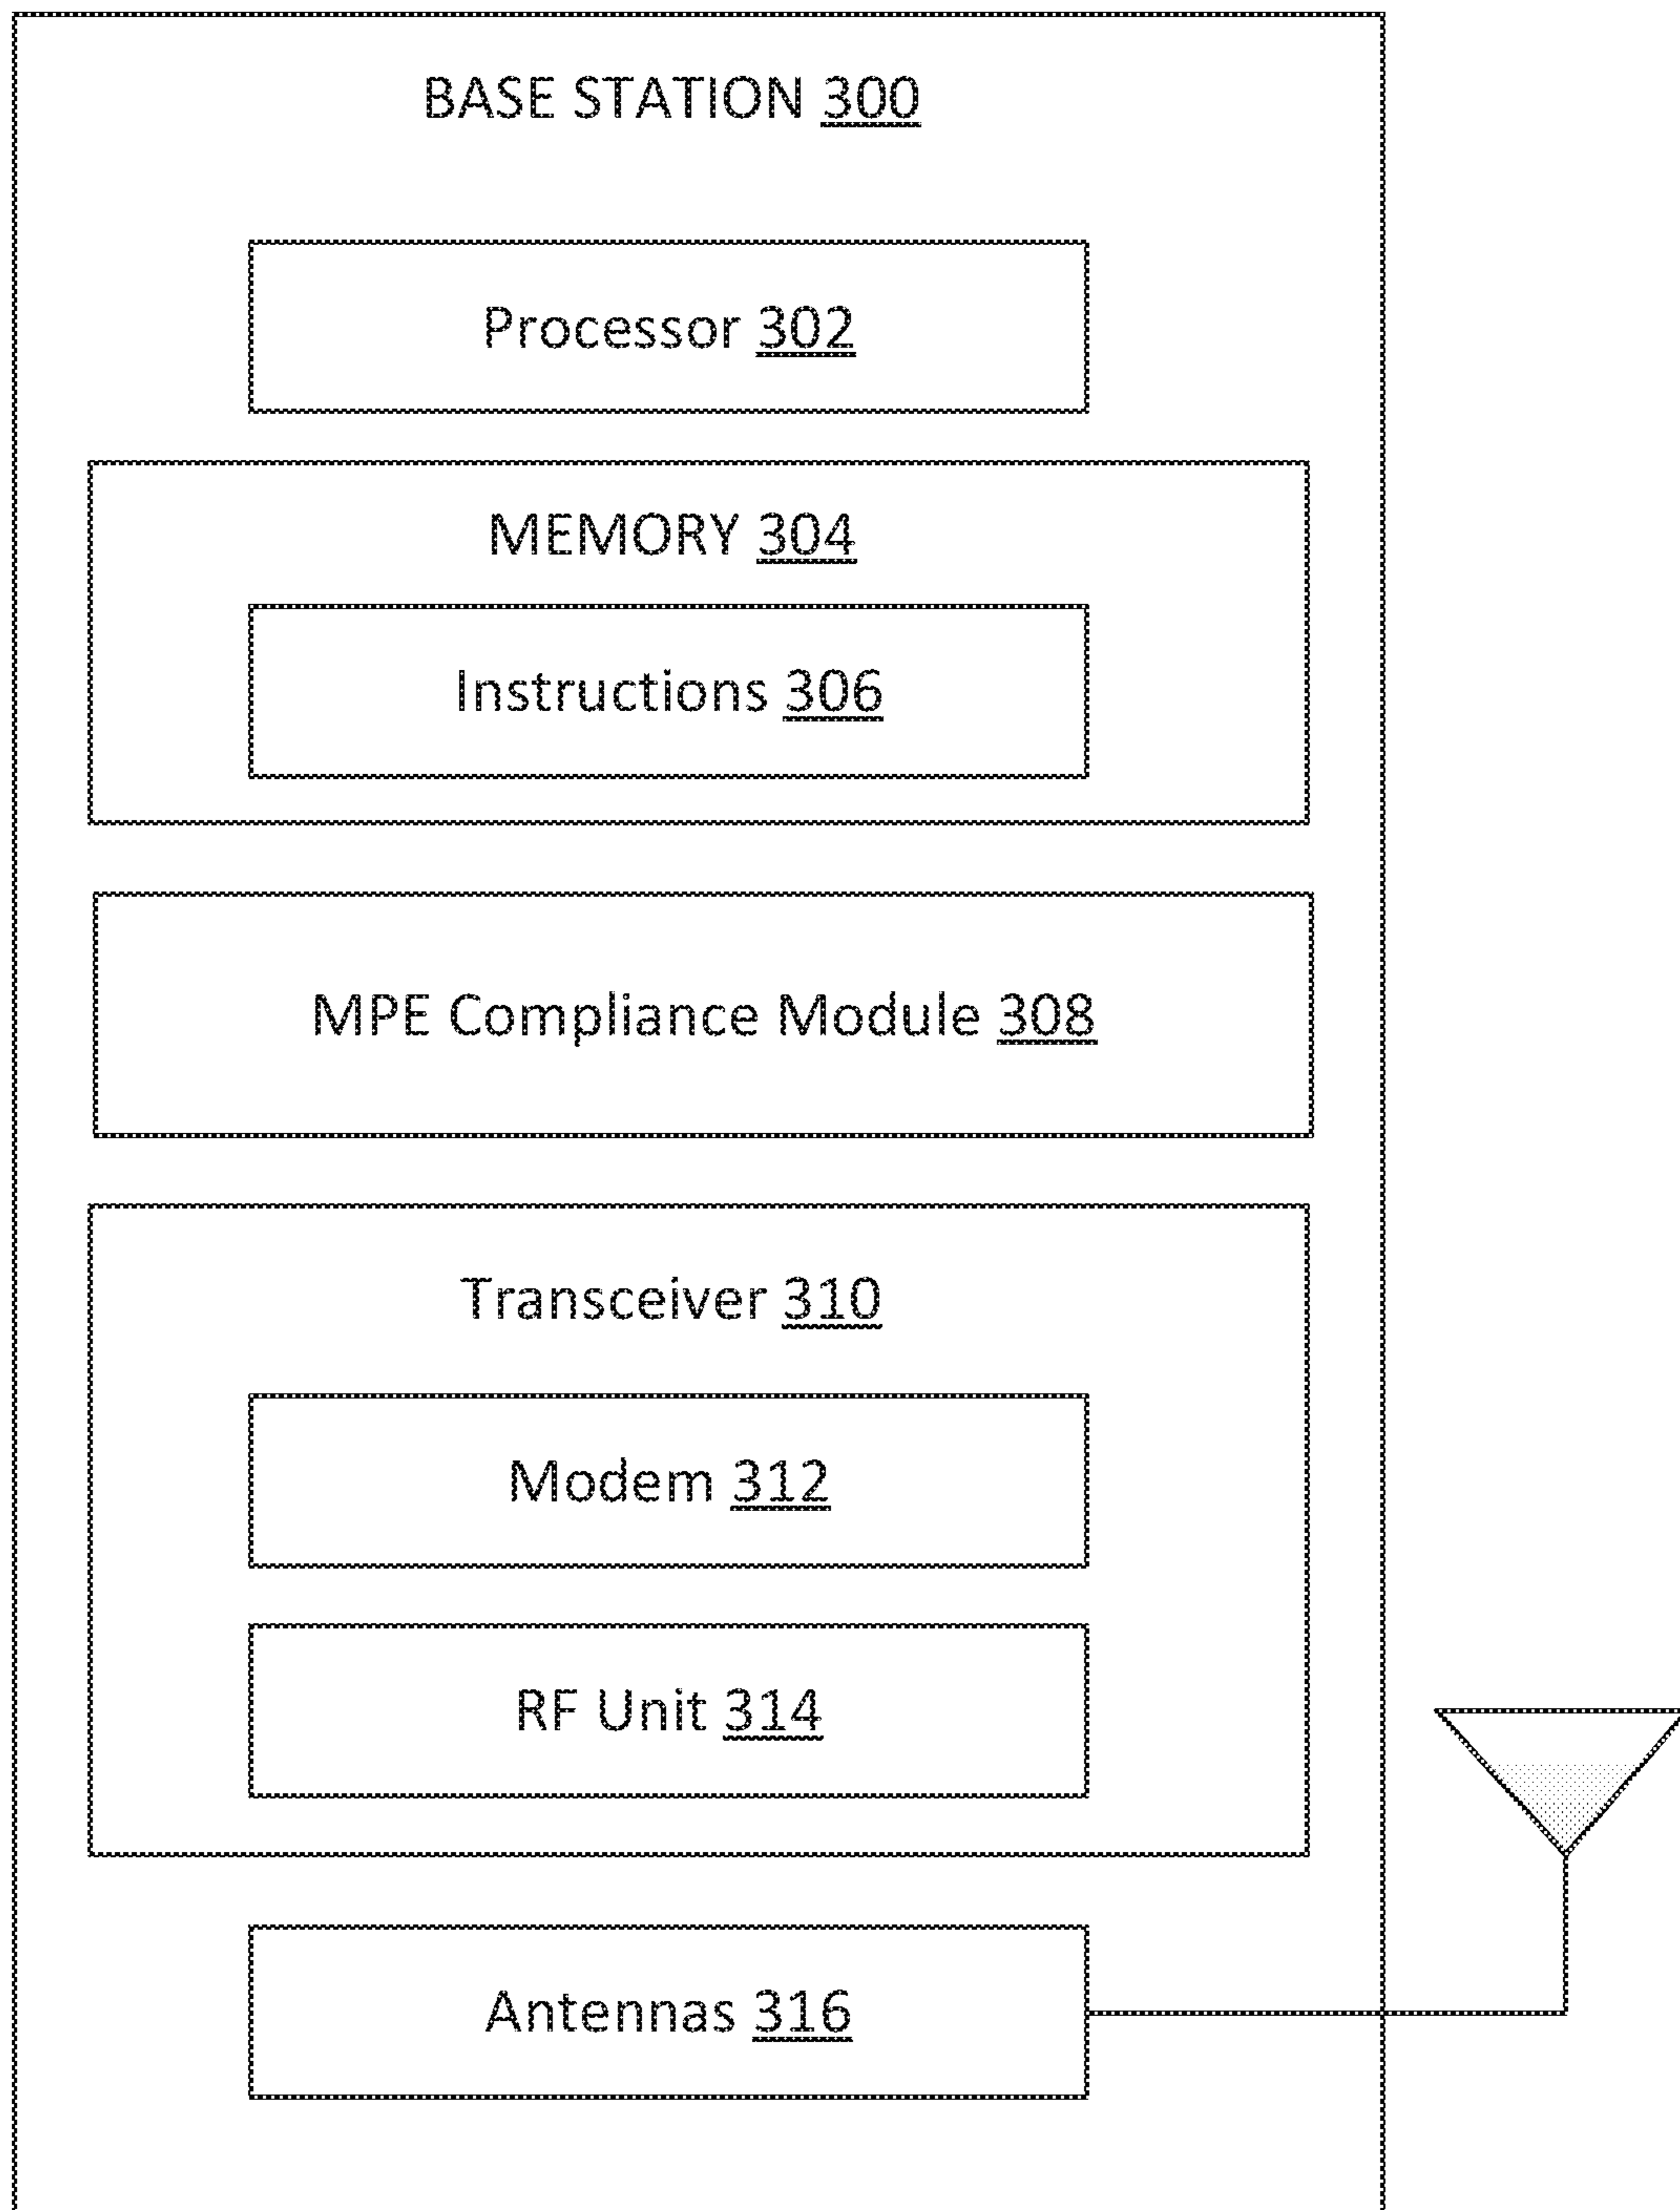 BASE STATION 300
Processor 302
MEMORY 304
Instructions 306
MPE Compliance Module 308
Transceiver 310
Modem 312
RF Unit 314
Antennas 316